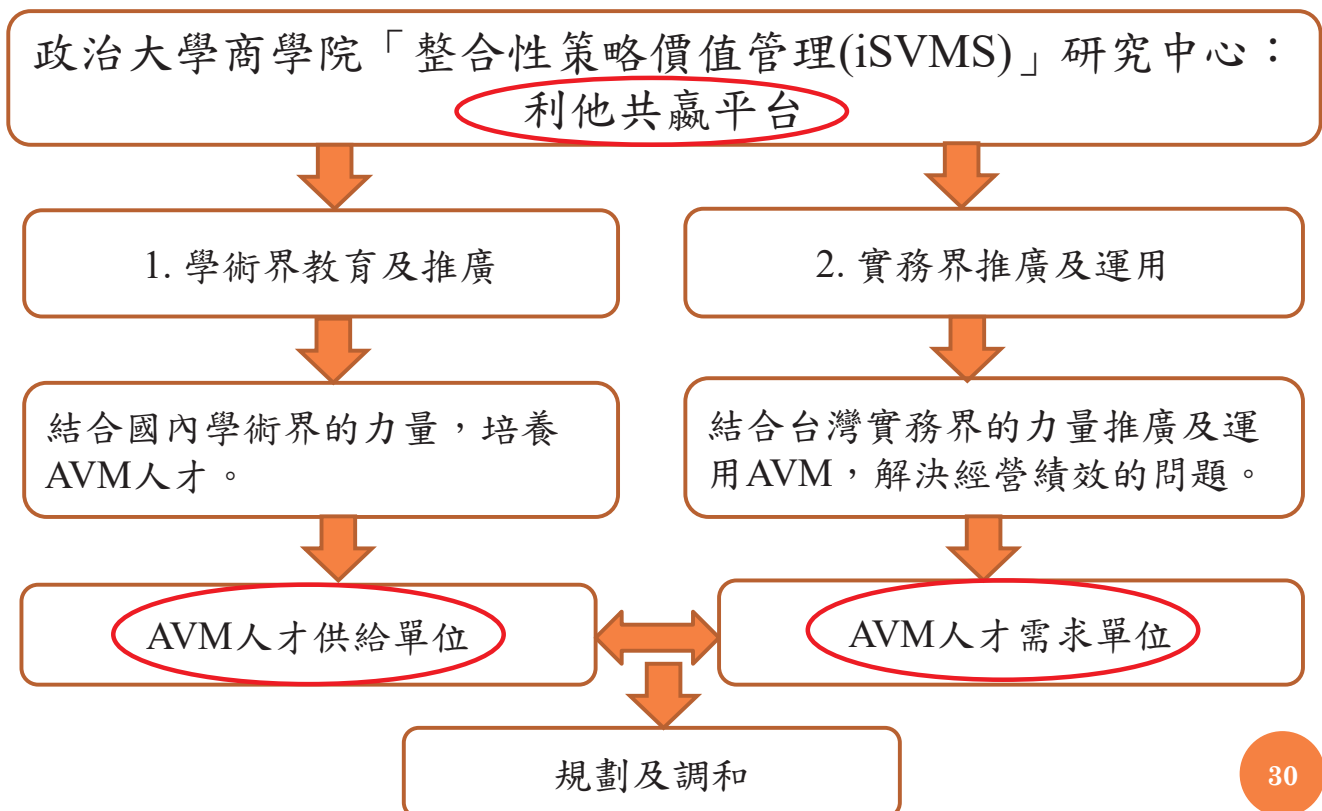 政治大學商學院「整合性策略價值管理(iSVMS)」研究中心：
利他共嬴平台
1. 學術界教育及推廣
2. 實務界推廣及運用
結合國內學術界的力量，培養
AVM人才。
結合台灣實務界的力量推廣及運
用AVM，解決經營績效的問題。
AVM人才供給單位
AVM人才需求單位
規劃及調和
30